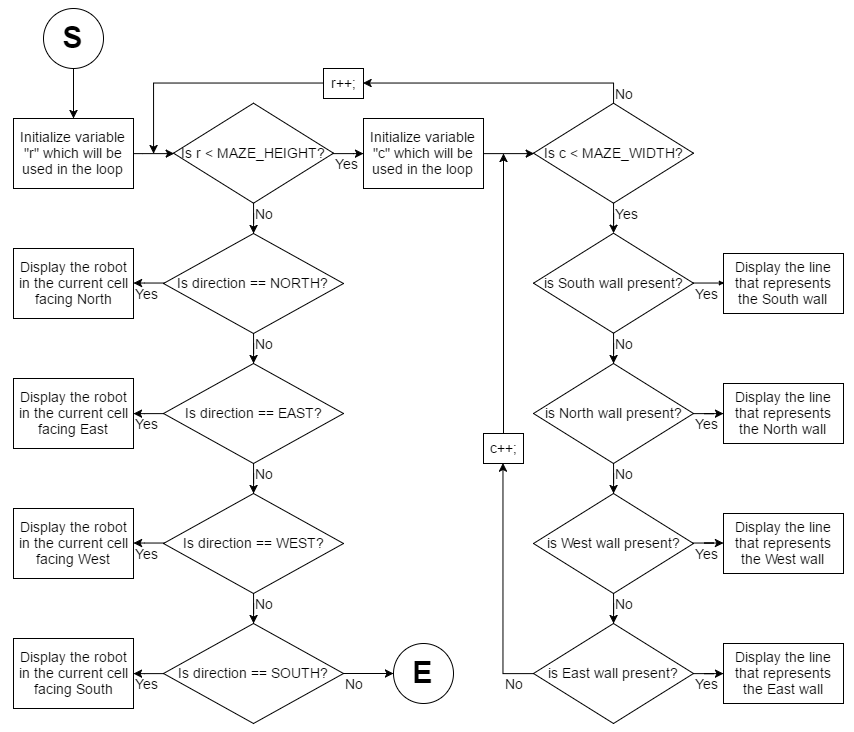 S
r++;
No
Initialize variable
"r" which will be
used in the loop
Is r < MAZE_HEIGHT?
Yes
Initialize variable
"c" which will be
used in the loop
Is c < MAZE_WIDTH?
No
Yes
Display the robot
in the current cell
facing North
Yes
Is direction == NORTH?
is South wall present?
Yes
Display the line
that represents
the South wall
No
No
Display the robot
in the current cell
facing East
Yes
Is direction == EAST?
is North wall present?
Yes
Display the line
that represents
the North wall
c++;
No
No
Display the robot
in the current cell
facing West
Yes
Is direction == WEST?
is West wall present?
Yes
Display the line
that represents
the West wall
No
No
Display the robot
in the current cell
facing South
Yes
Is direction == SOUTH?
No
E
No
is East wall present?
Yes
Display the line
that represents
the East wall